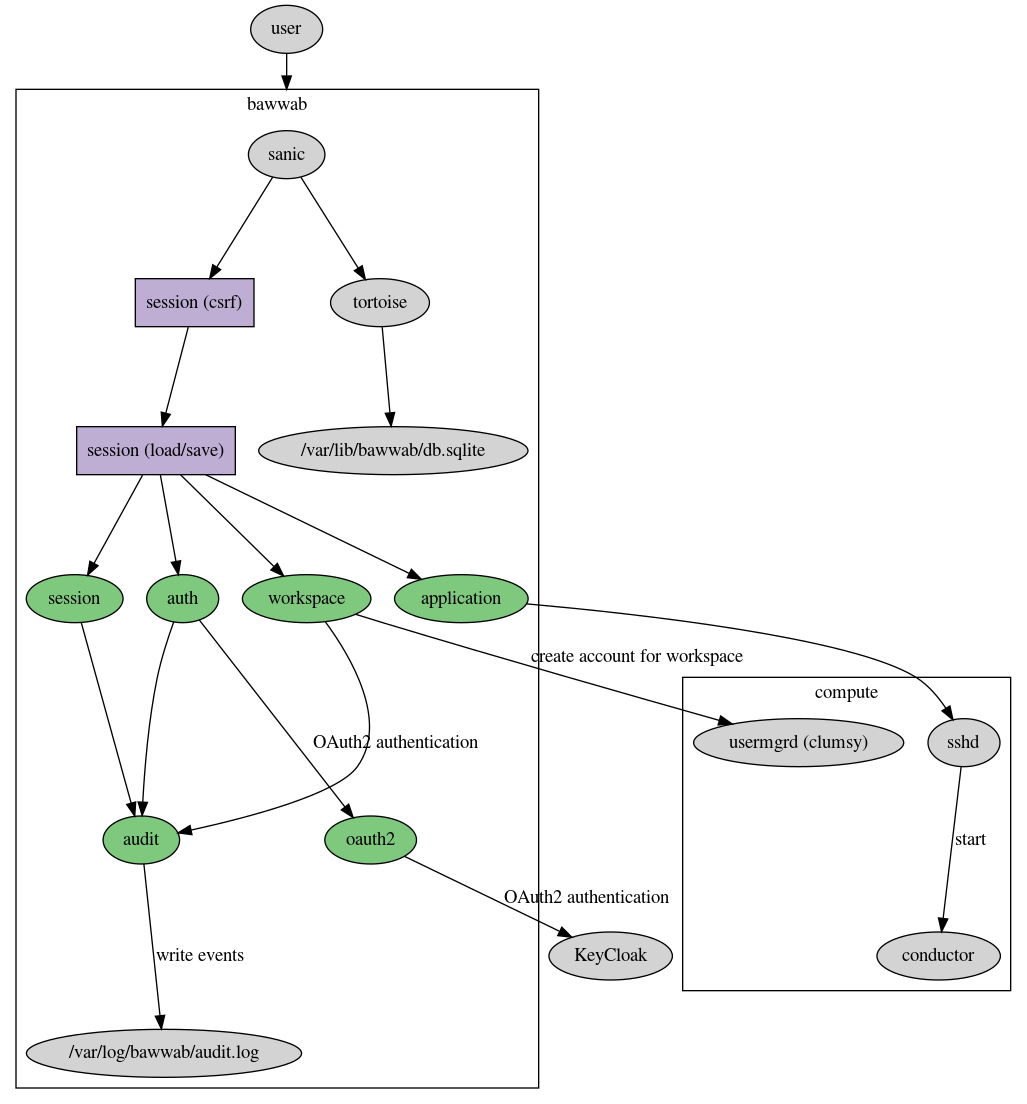 user
bawwab
sanic
session (csrf)
tortoise
session (load/save)
/var/lib/bawwab/db.sqlite
session
auth
workspace
application
create account for workspace
compute
OAuth2 authentication
usermgrd (clumsy)
sshd
audit
oauth2
start
OAuth2 authentication
write events
KeyCloak
conductor
/var/log/bawwab/audit.log